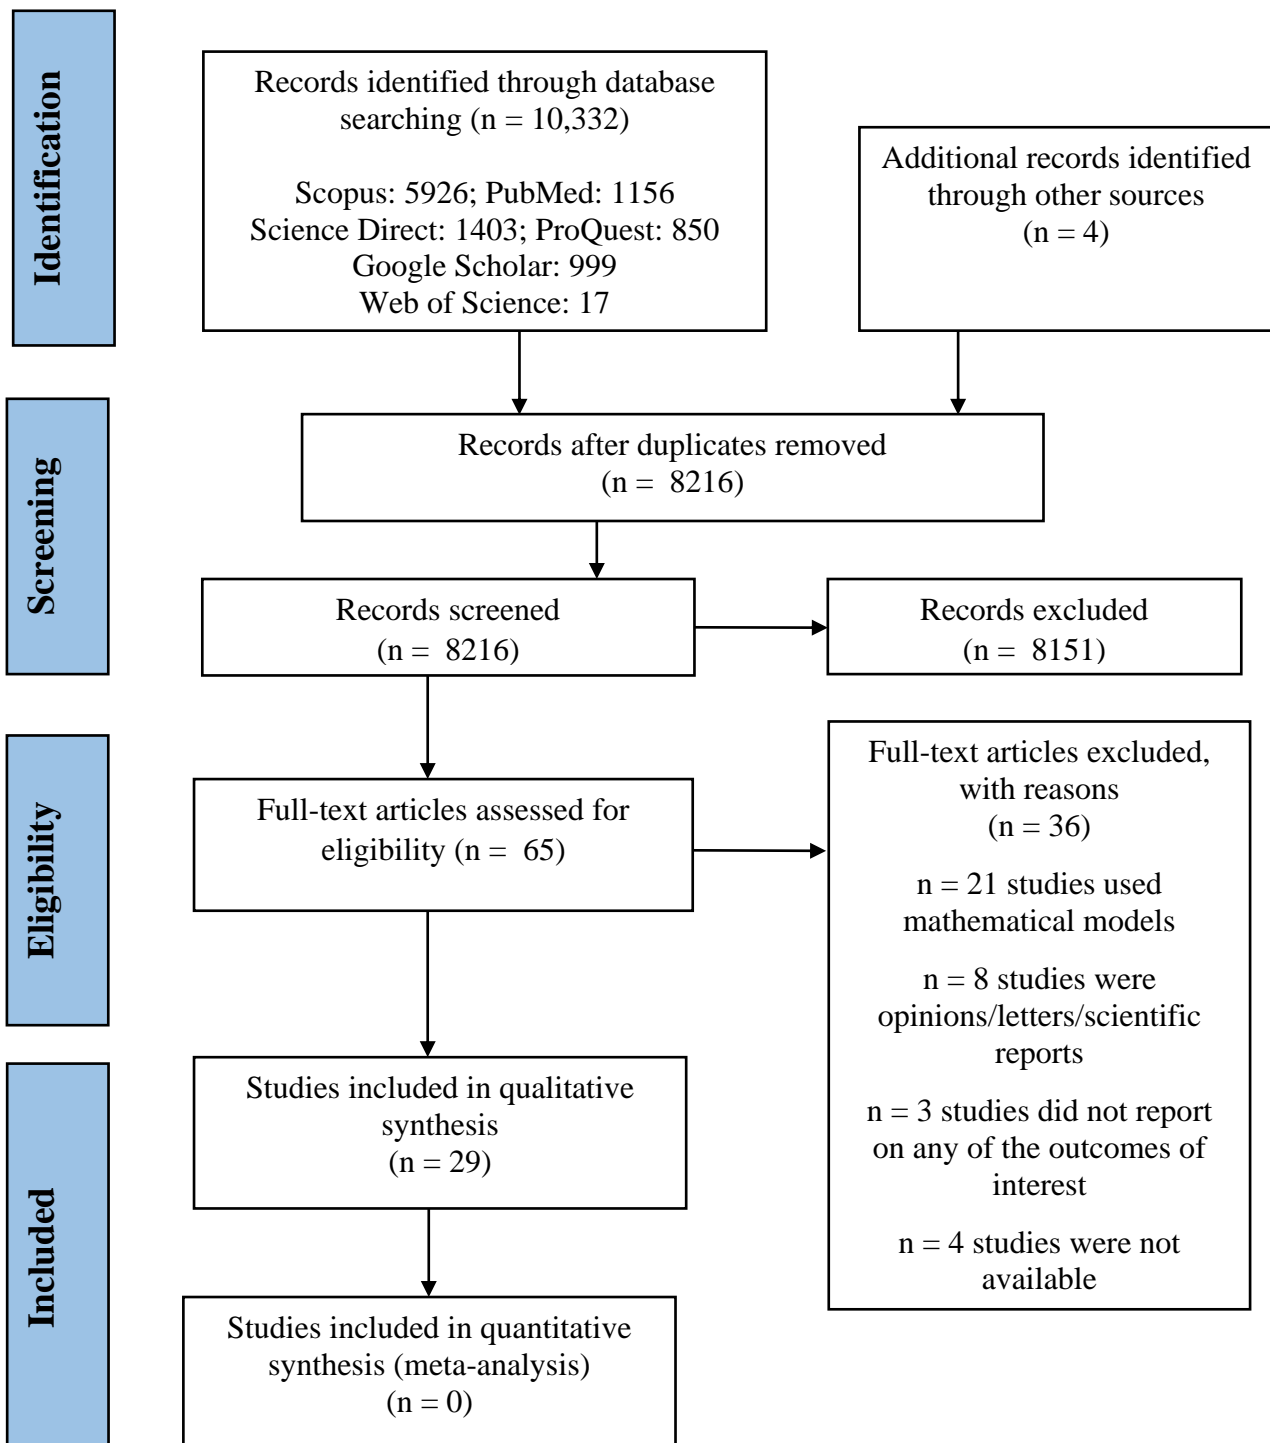 Identification
Records identified through database
searching (n = 10,332)
Scopus: 5926; PubMed: 1156
Science Direct: 1403; ProQuest: 850
Google Scholar: 999
Web of Science: 17
Additional records identified
through other sources
(n = 4)
Screening
Records after duplicates removed
(n = 8216)
Records screened
(n = 8216)
Records excluded
(n = 8151)
Eligibility
Full-text articles assessed for
eligibility (n = 65)
Full-text articles excluded,
with reasons
(n = 36)
n = 21 studies used
mathematical models
n = 8 studies were
opinions/letters/scientific
reports
n = 3 studies did not report
on any of the outcomes of
interest
n = 4 studies were not
available
Included
Studies included in qualitative
synthesis
(n = 29)
Studies included in quantitative
synthesis (meta-analysis)
(n = 0)